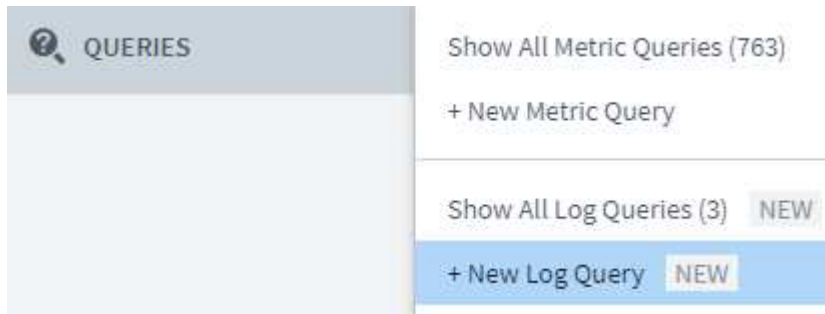 QUERIES
Show All Metric Queries (763)
+ New Metric Query
Show All Log Queries (3) NEW
+ New Log Query NEW